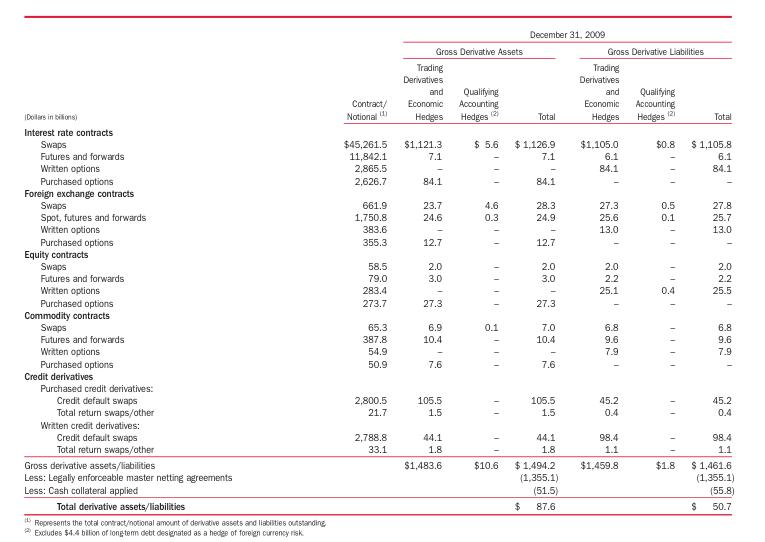 December 31, 2009
Gross Derivative Assets Gross Derivative Liabilities
Trading Trading
Derivatives Derivatives
and Qualifying and Qualifying
Contract/ Economic Accounting Economic Accounting
(Dollars in billions) Notional (1) Hedges Hedges (2) Total Hedges Hedges (2) Total
Interest rate contracts
Swaps $45,261.5 $1,121.3 $ 5.6 $ 1,126.9 $1,105.0 $0.8 $ 1,105.8
Futures and forwards 11,842.1 7.1 – 7.1 6.1 – 6.1
Written options 2,865.5 – – – 84.1 – 84.1
Purchased options 2,626.7 84.1 – 84.1 – – –
Foreign exchange contracts
Swaps 661.9 23.7 4.6 28.3 27.3 0.5 27.8
Spot, futures and forwards 1,750.8 24.6 0.3 24.9 25.6 0.1 25.7
Written options 383.6 – – – 13.0 – 13.0
Purchased options 355.3 12.7 – 12.7 – – –
Equity contracts
Swaps 58.5 2.0 – 2.0 2.0 – 2.0
Futures and forwards 79.0 3.0 – 3.0 2.2 – 2.2
Written options 283.4 – – – 25.1 0.4 25.5
Purchased options 273.7 27.3 – 27.3 – – –
Commodity contracts
Swaps 65.3 6.9 0.1 7.0 6.8 – 6.8
Futures and forwards 387.8 10.4 – 10.4 9.6 – 9.6
Written options 54.9 – – – 7.9 – 7.9
Purchased options 50.9 7.6 – 7.6 – – –
Credit derivatives
Purchased credit derivatives:
Credit default swaps 2,800.5 105.5 – 105.5 45.2 – 45.2
Total return swaps/other 21.7 1.5 – 1.5 0.4 – 0.4
Written credit derivatives:
Credit default swaps 2,788.8 44.1 – 44.1 98.4 – 98.4
Total return swaps/other 33.1 1.8 – 1.8 1.1 – 1.1
Gross derivative assets/liabilities $1,483.6 $10.6 $ 1,494.2 $1,459.8 $1.8 $ 1,461.6
Less: Legally enforceable master netting agreements (1,355.1) (1,355.1)
Less: Cash collateral applied (51.5) (55.8)
Total derivative assets/liabilities $ 87.6 $ 50.7
(1) Represents the total contract/notional amount of derivative assets and liabilities outstanding.
(2) Excludes $4.4 billion of long-term debt designated as a hedge of foreign currency risk.